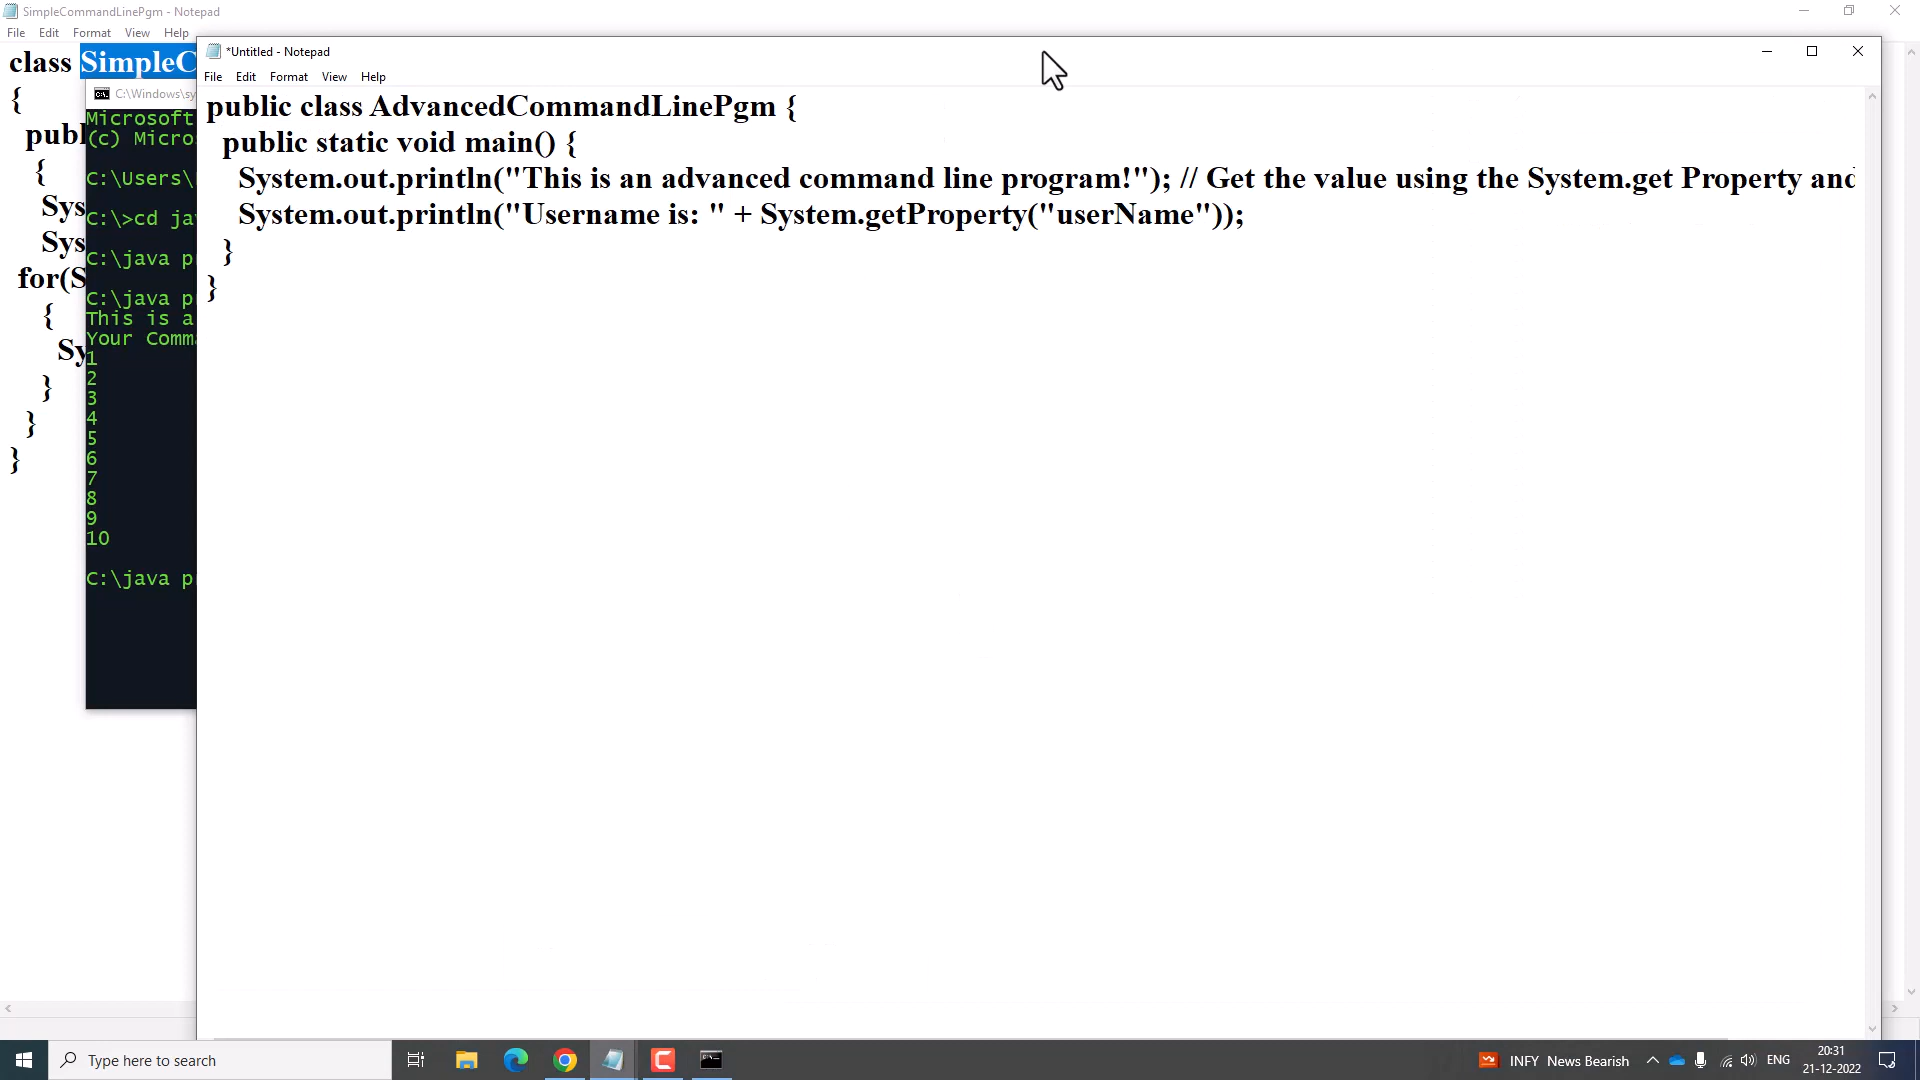 SimpleCommandLinePgm - Notepad
File Edit Format View Help
class SimpleC
{
publ
{
Sys
Sys
for(S
{
Sy
}
}
}
C:\Windows\sy
Microsoft
(c) Micros
C:\Users\
C:\>cd jav
C:\java p
C:\java p
This is a
Your Comma
1
2
3
4
5
6
7
8
9
10
C:\java p
*Untitled - Notepad
File Edit Format View Help
public class AdvancedCommandLinePgm {
public static void main() {
System.out.println("This is an advanced command line program!"); // Get the value using the System.get Property and
System.out.println("Username is: " + System.getProperty("userName"));
}
}
Type here to search
INFY News Bearish
ENG
20:31
21-12-2022